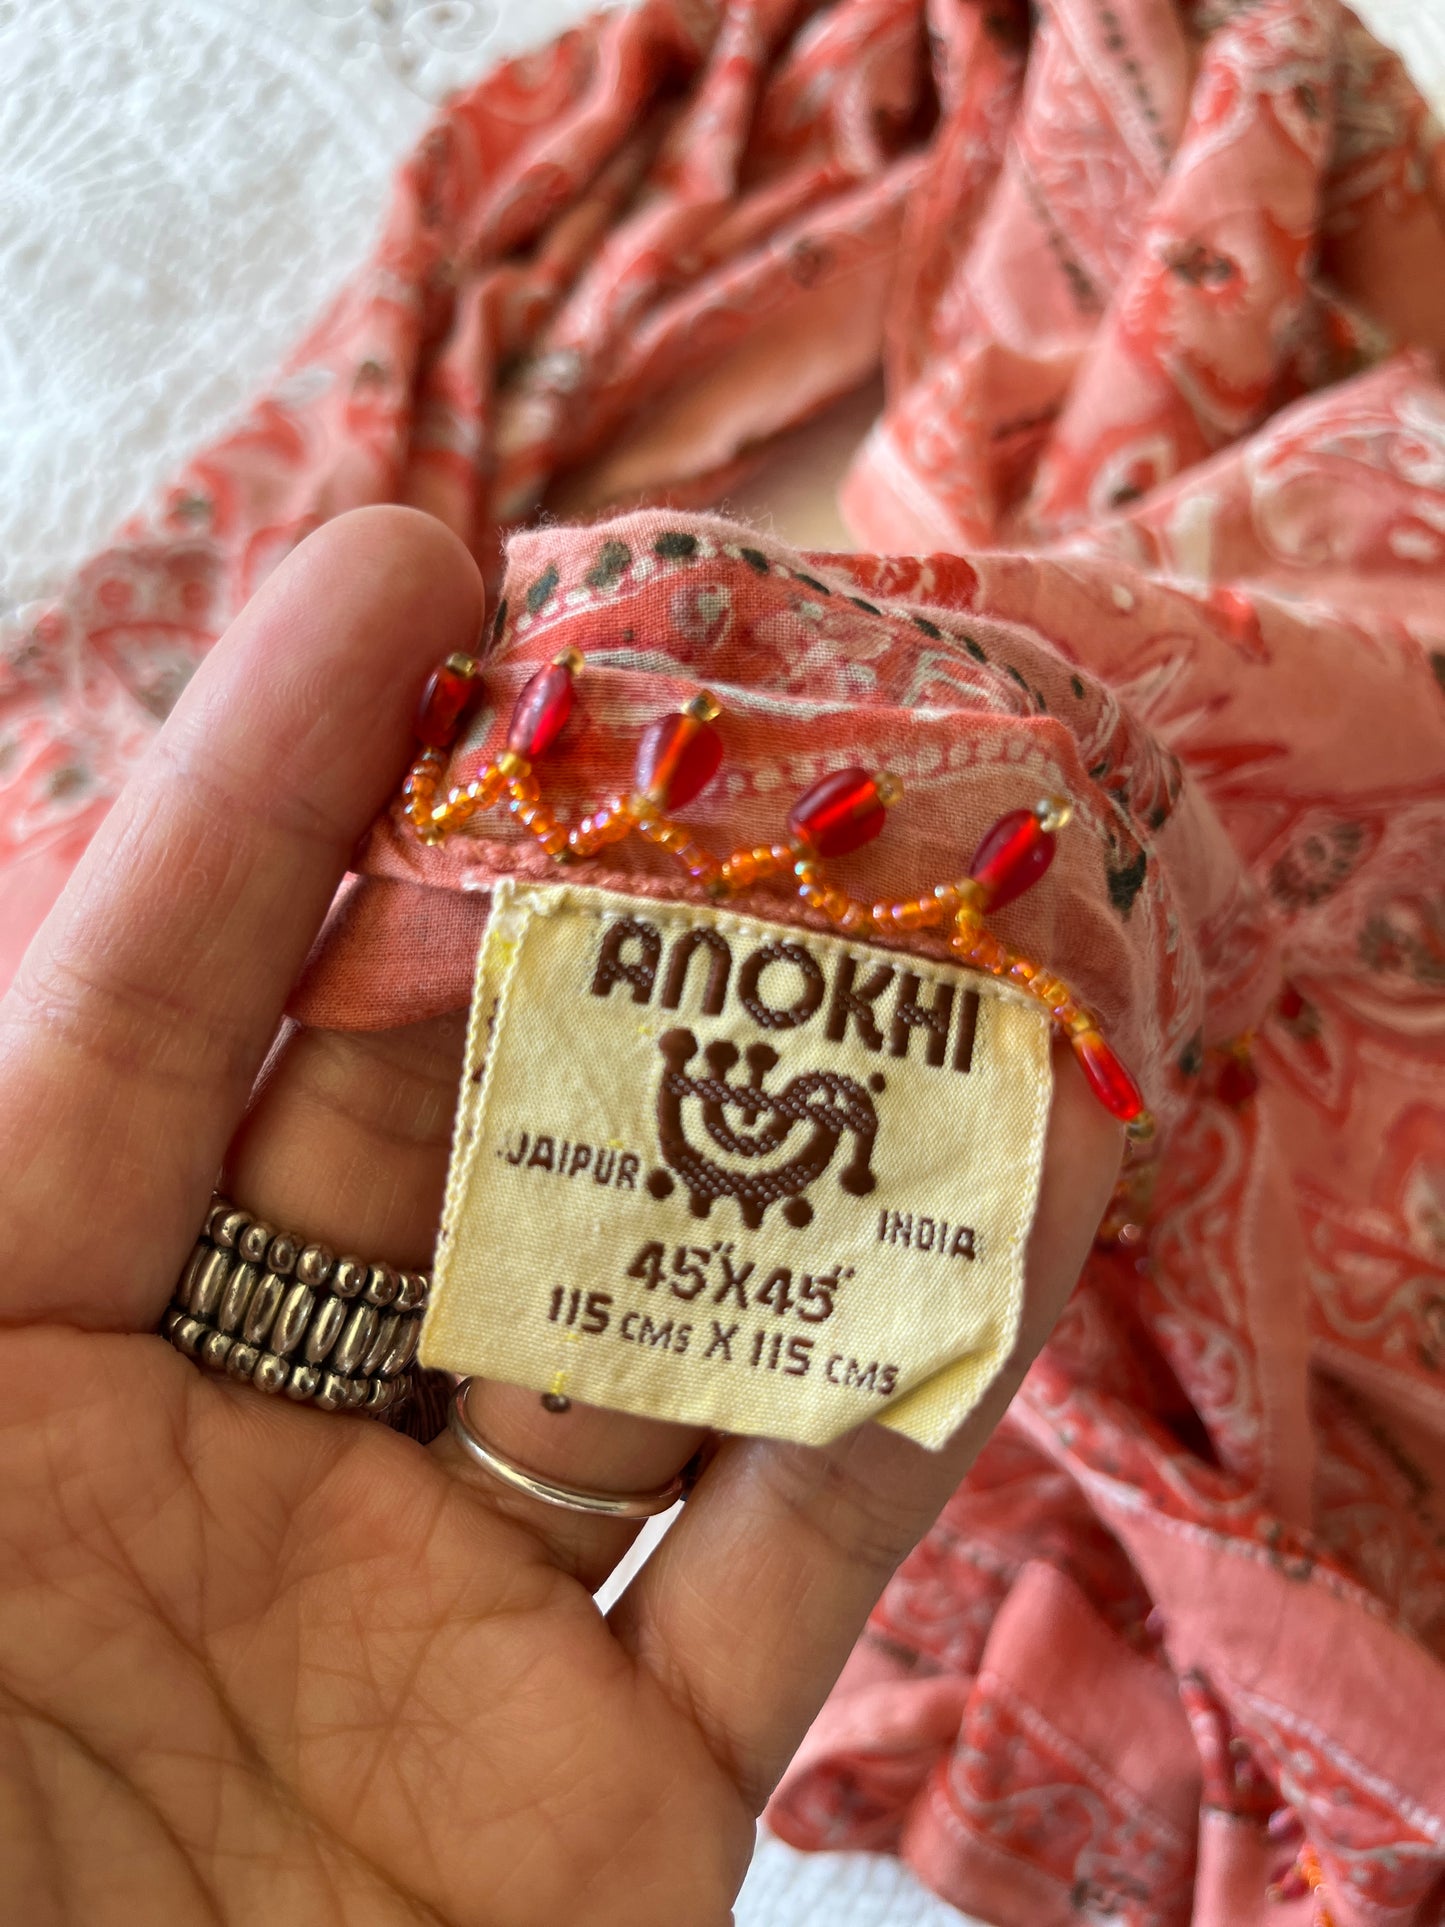 ANOKHI
JAIPUR
INDIA
45"X45"
115 CMS X 115 CMS